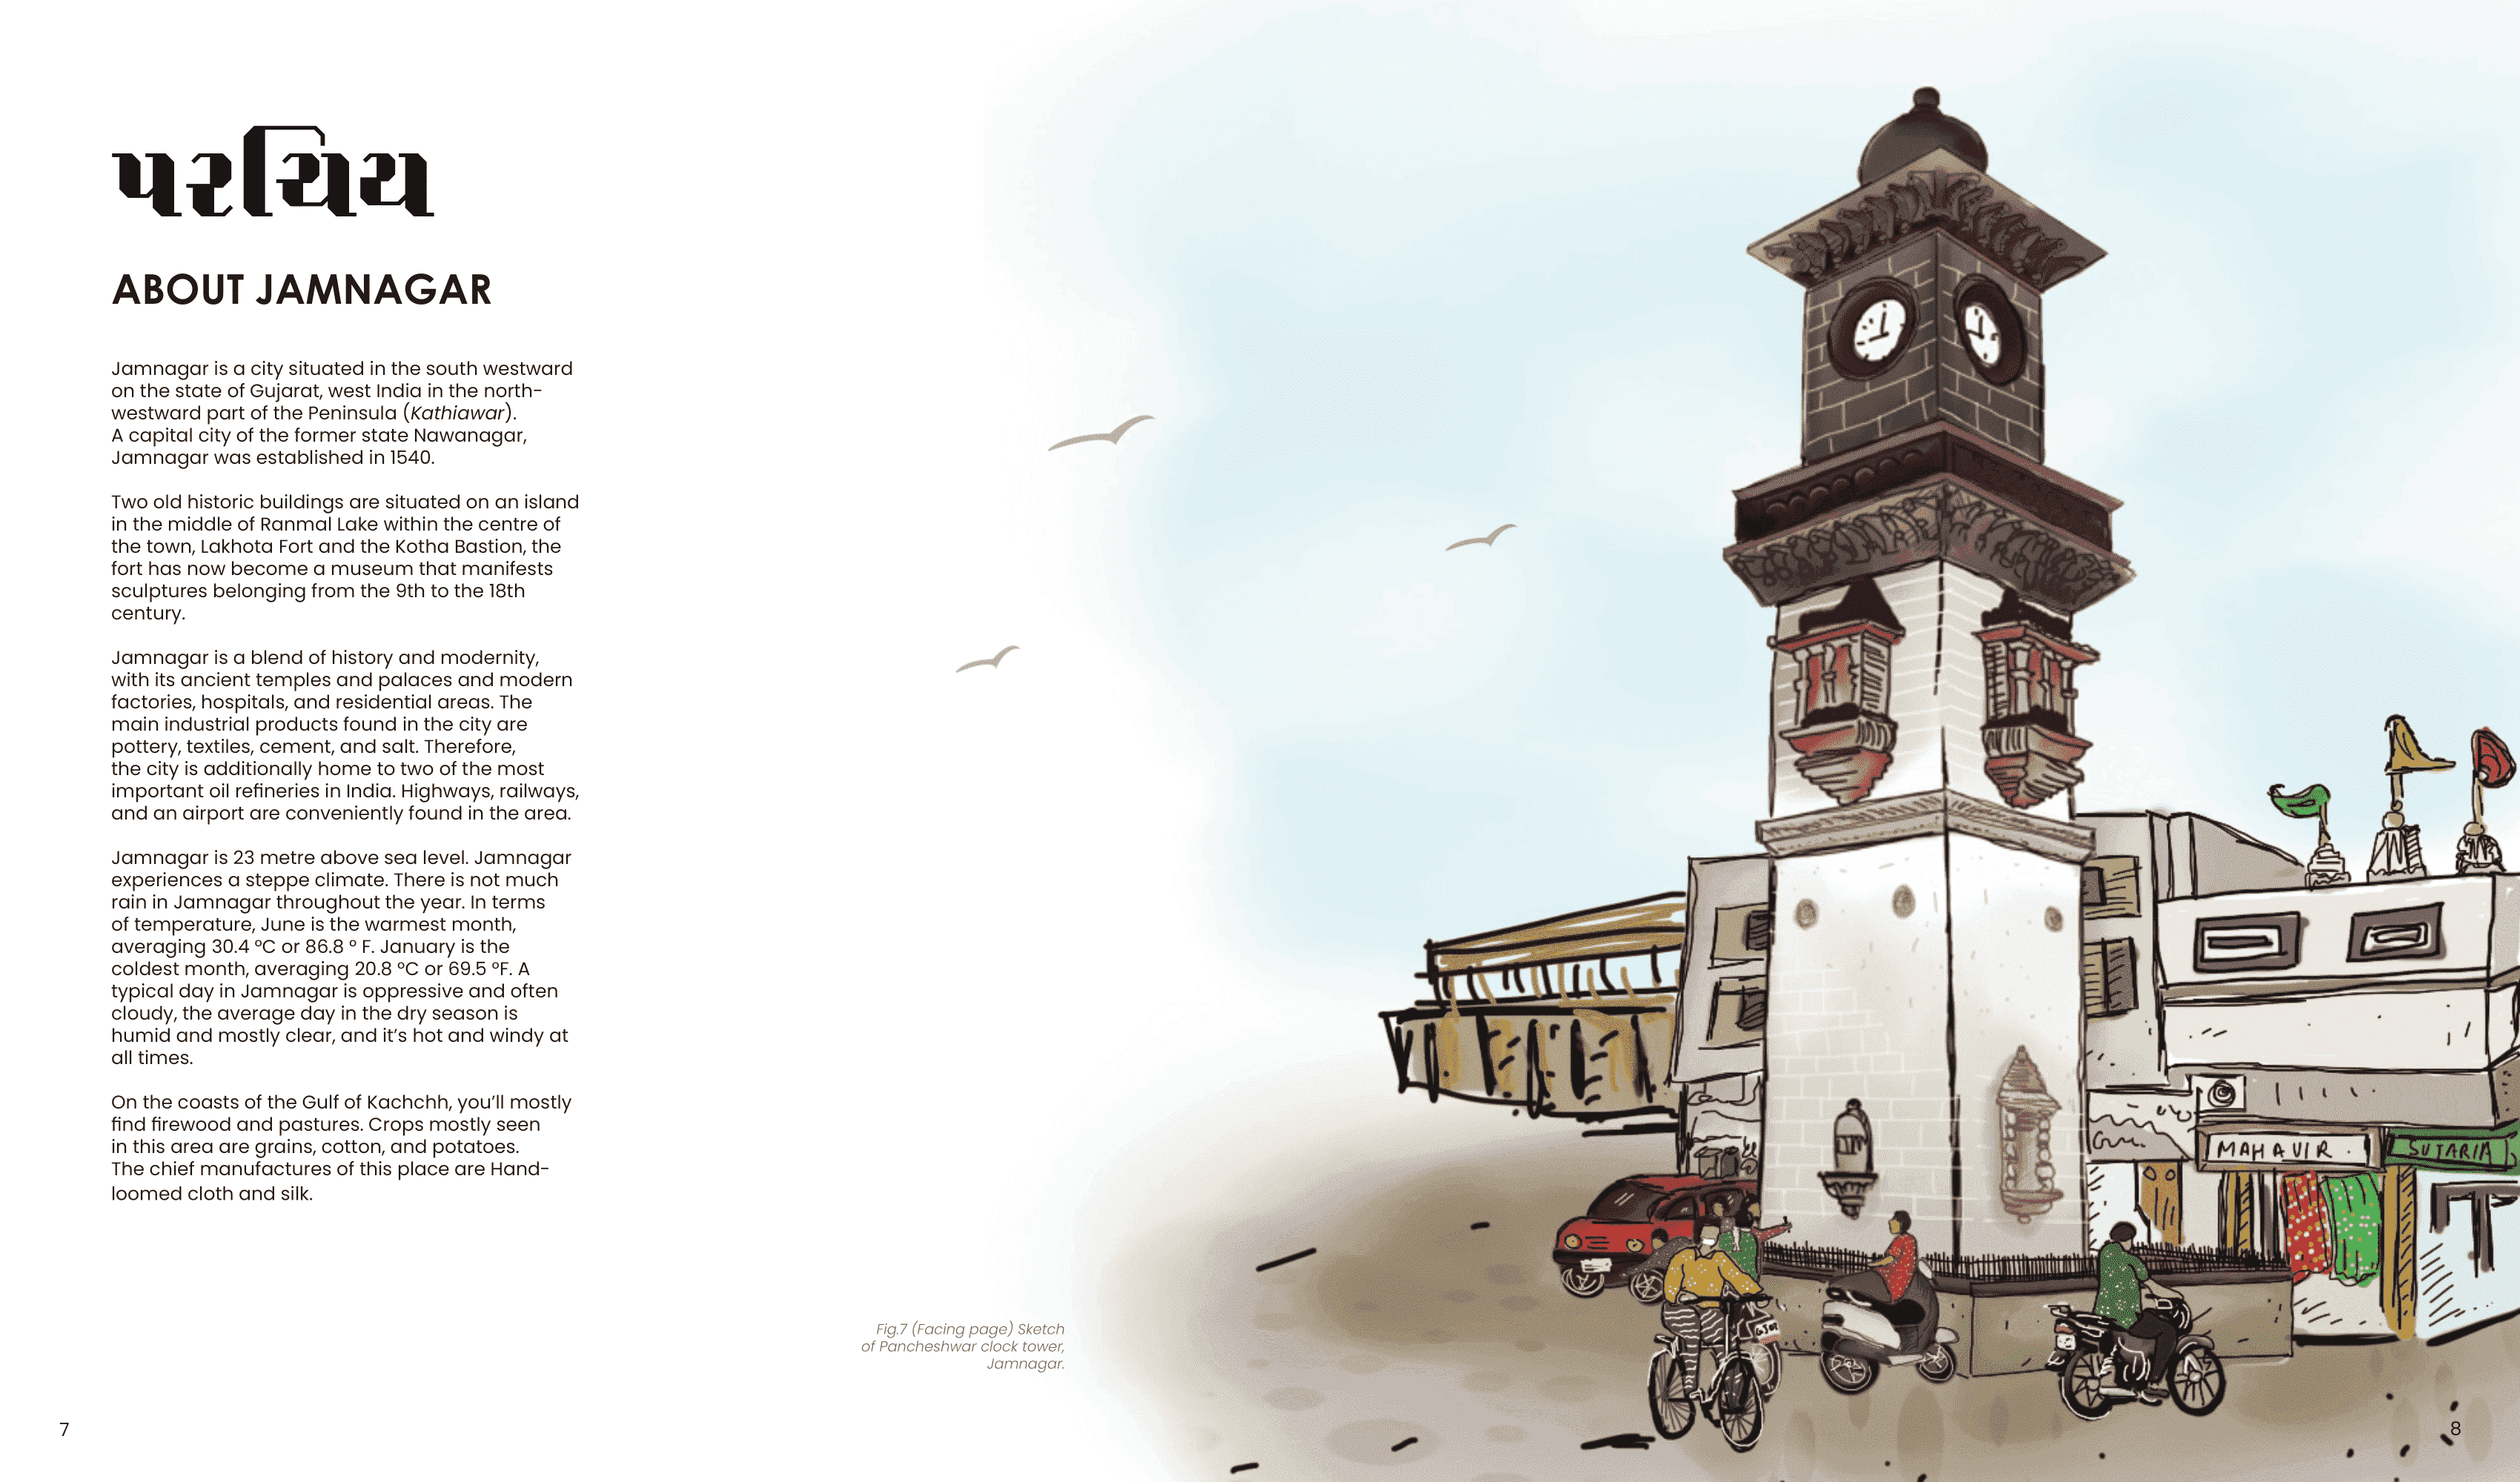 પરચિય
ABOUT JAMNAGAR
Jamnagar is a city situated in the south westward
on the state of Gujarat, west India in the north-
westward part of the Peninsula (Kathiawar).
A capital city of the former state Nawanagar,
Jamnagar was established in 1540.
Two old historic buildings are situated on an island
in the middle of Ranmal Lake within the centre of
the town, Lakhota Fort and the Kotha Bastion, the
fort has now become a museum that manifests
sculptures belonging from the 9th to the 18th
century.
Jamnagar is a blend of history and modernity,
with its ancient temples and palaces and modern
factories, hospitals, and residential areas. The
main industrial products found in the city are
pottery, textiles, cement, and salt. Therefore,
the city is additionally home to two of the most
important oil refineries in India. Highways, railways,
and an airport are conveniently found in the area.
Jamnagar is 23 metre above sea level. Jamnagar
experiences a steppe climate. There is not much
rain in Jamnagar throughout the year. In terms
of temperature, June is the warmest month,
averaging 30.4 °C or 86.8 ° F. January is the
coldest month, averaging 20.8 °C or 69.5 °F. A
typical day in Jamnagar is oppressive and often
cloudy, the average day in the dry season is
humid and mostly clear, and it’s hot and windy at
all times.
On the coasts of the Gulf of Kachchh, you’ll mostly
find firewood and pastures. Crops mostly seen
in this area are grains, cotton, and potatoes.
The chief manufactures of this place are Hand-
loomed cloth and silk.
Fig.7 (Facing page) Sketch
of Pancheshwar clock tower,
Jamnagar.
7
MAHAVIR
SUTARIA
8